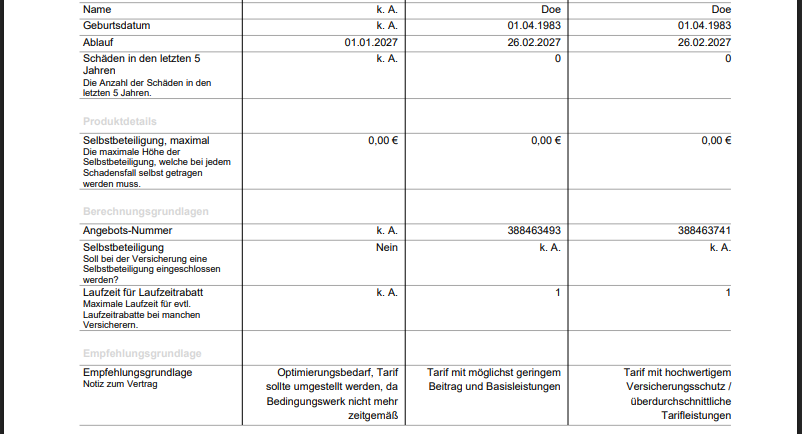 Name k. A. Doe Doe
Geburtsdatum k. A. 01.04.1983 01.04.1983
Ablauf 01.01.2027 26.02.2027 26.02.2027
Schäden in den letzten 5 k. A. 0 0
Jahren
Die Anzahl der Schäden in den
letzten 5 Jahren.
Produktdetails
Selbstbeteiligung, maximal 0,00 € 0,00 € 0,00 €
Die maximale Höhe der
Selbstbeteiligung, welche bei jedem
Schadensfall selbst getragen
werden muss.
Berechnungsgrundlagen
Angebots-Nummer k. A. 388463493 388463741
Selbstbeteiligung Nein k. A. k. A.
Soll bei der Versicherung eine
Selbstbeteiligung eingeschlossen
werden?
Laufzeit für Laufzeitrabatt k. A. 1 1
Maximale Laufzeit für evtl.
Laufzeitrabatte bei manchen
Versicherern.
Empfehlungsgrundlage
Empfehlungsgrundlage Optimierungsbedarf, Tarif Tarif mit möglichst geringem Tarif mit hochwertigem
Notiz zum Vertrag sollte umgestellt werden, da Beitrag und Basisleistungen Versicherungsschutz /
Bedingungswerk nicht mehr überdurchschnittliche
zeitgemäß Tarifleistungen